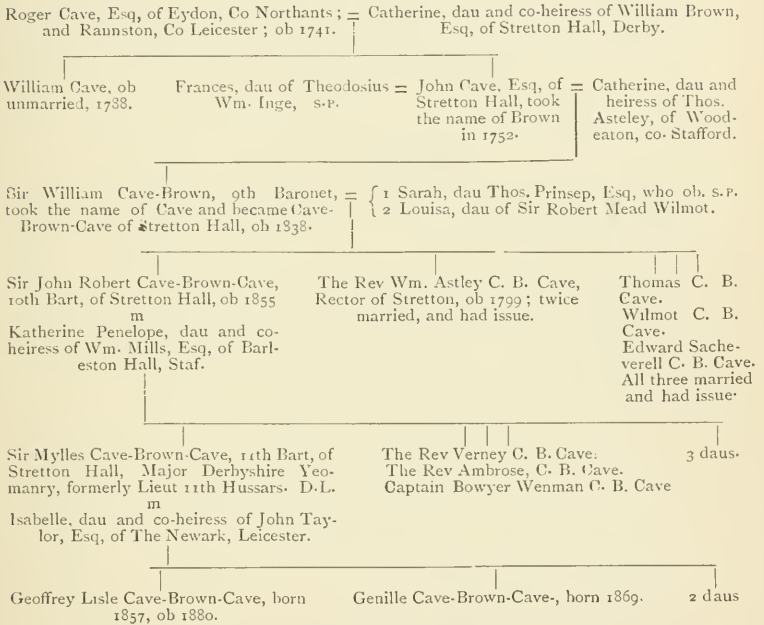 Roger Cave, Esq, of Eydon, Co Northants ; = Catherine, dau and co-heiress of William Brown,
and Raunston, Co Leicester ; ob 1741. Esq, of Stretton Hall, Derby.
William Cave, ob
unmarried, 1788.
Frances, dau of Theodosius =
Wm. Inge, s.p.
John Cave, Esq, of =
Stretton Hall, took
the name of Brown
in 1752.
Catherine, dau and
heiress of Thos.
Asteley, of Wood-
eaton, co. Stafford.
Sir William Cave-Brown, 9th Baronet, =
took the name of Cave and became Cave-
Brown-Cave of Stretton Hall, ob 1838.
{ 1 Sarah, dau Thos. Prinsep, Esq, who ob. s.p.
2 Louisa, dau of Sir Robert Mead Wilmot.
Sir John Robert Cave-Brown-Cave,
10th Bart, of Stretton Hall, ob 1855
m
Katherine Penelope, dau and co-
heiress of Wm. Mills, Esq, of Barl-
eston Hall, Staf.
The Rev Wm. Astley C. B. Cave,
Rector of Stretton, ob 1799 ; twice
married, and had issue.
Thomas C. B.
Cave.
Wilmot C. B.
Cave.
Edward Sache-
verell C. B. Cave.
All three married
and had issue.
Sir Mylles Cave-Brown-Cave, 11th Bart, of
Stretton Hall, Major Derbyshire Yeo-
manry, formerly Lieut 11th Hussars. D.L.
m
Isabelle, dau and co-heiress of John Tay-
lor, Esq, of The Newark, Leicester.
The Rev Verney C. B. Cave.
The Rev Ambrose, C. B. Cave.
Captain Bowyer Wenman C. B. Cave
3 daus.
Geoffrey Lisle Cave-Brown-Cave, born
1857, ob 1880.
Genille Cave-Brown-Cave-, born 1869.
2 daus